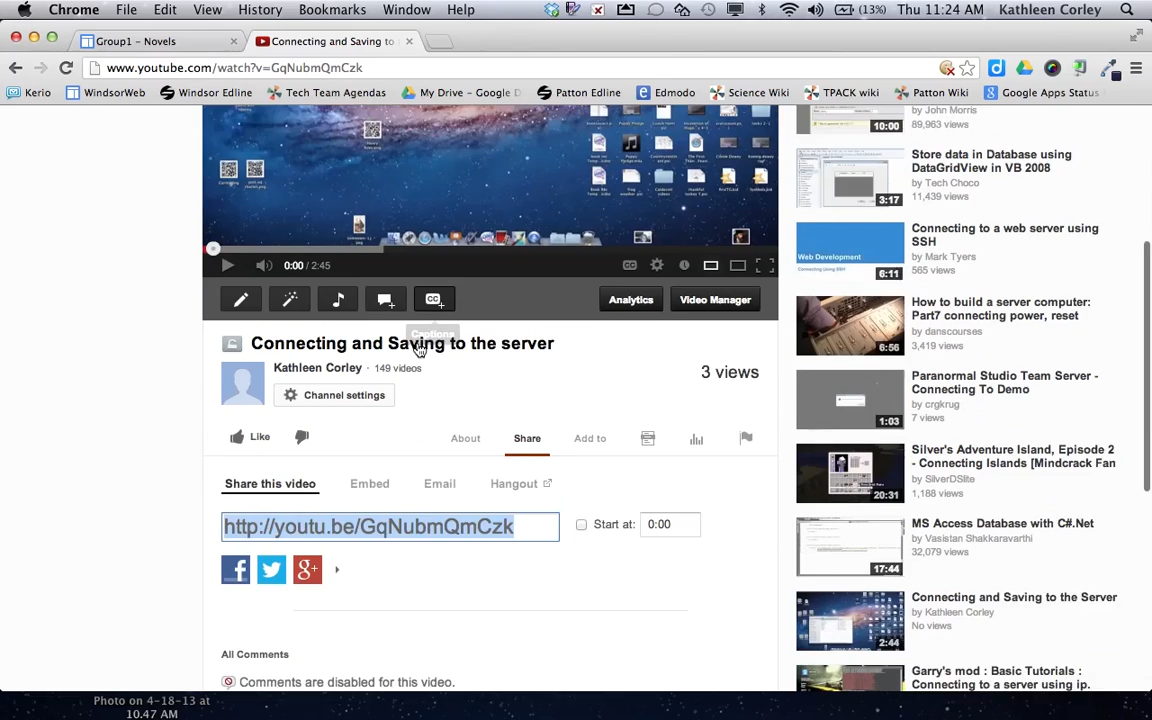 Chrome File Edit View History Bookmarks Window Help (13%) Thu 11:24 AM Kathleen Corley
Group1 – Novels
Connecting and Saving to
www.youtube.com/watch?v=GqNubmQmCzk
Kerio WindsorWeb Windsor Edline Tech Team Agendas My Drive - Google D Patton Edline Edmodo Science Wiki TPACK wiki Patton Wiki Google Apps Status
0:00 / 2:45
Analytics Video Manager
Captions
Connecting and Saving to the server
Kathleen Corley · 149 videos
3 views
Channel settings
Like
About Share Add to
Share this video Embed Email Hangout
http://youtu.be/GqNubmQmCzk
Start at: 0:00
All Comments
Comments are disabled for this video.
by John Morris
89,963 views
10:00
Store data in Database using
DataGridView in VB 2008
by Tech Choco
11,439 views
3:17
Connecting to a web server using
SSH
by Mark Tyers
565 views
Web Development
Connecting Using SSH
6:11
How to build a server computer:
Part7 connecting power, reset
by danscourses
3,419 views
6:56
Paranormal Studio Team Server -
Connecting To Demo
by crgkrug
7 views
1:03
Silver's Adventure Island, Episode 2
- Connecting Islands [Mindcrack Fan
by SilverDSlite
1,188 views
20:31
MS Access Database with C#.Net
by Vasistan Shakkaravarthi
32,079 views
17:44
Connecting and Saving to the Server
by Kathleen Corley
No views
2:44
Garry's mod : Basic Tutorials :
Connecting to a server using ip.
Photo on 4-18-13 at
10.47 AM